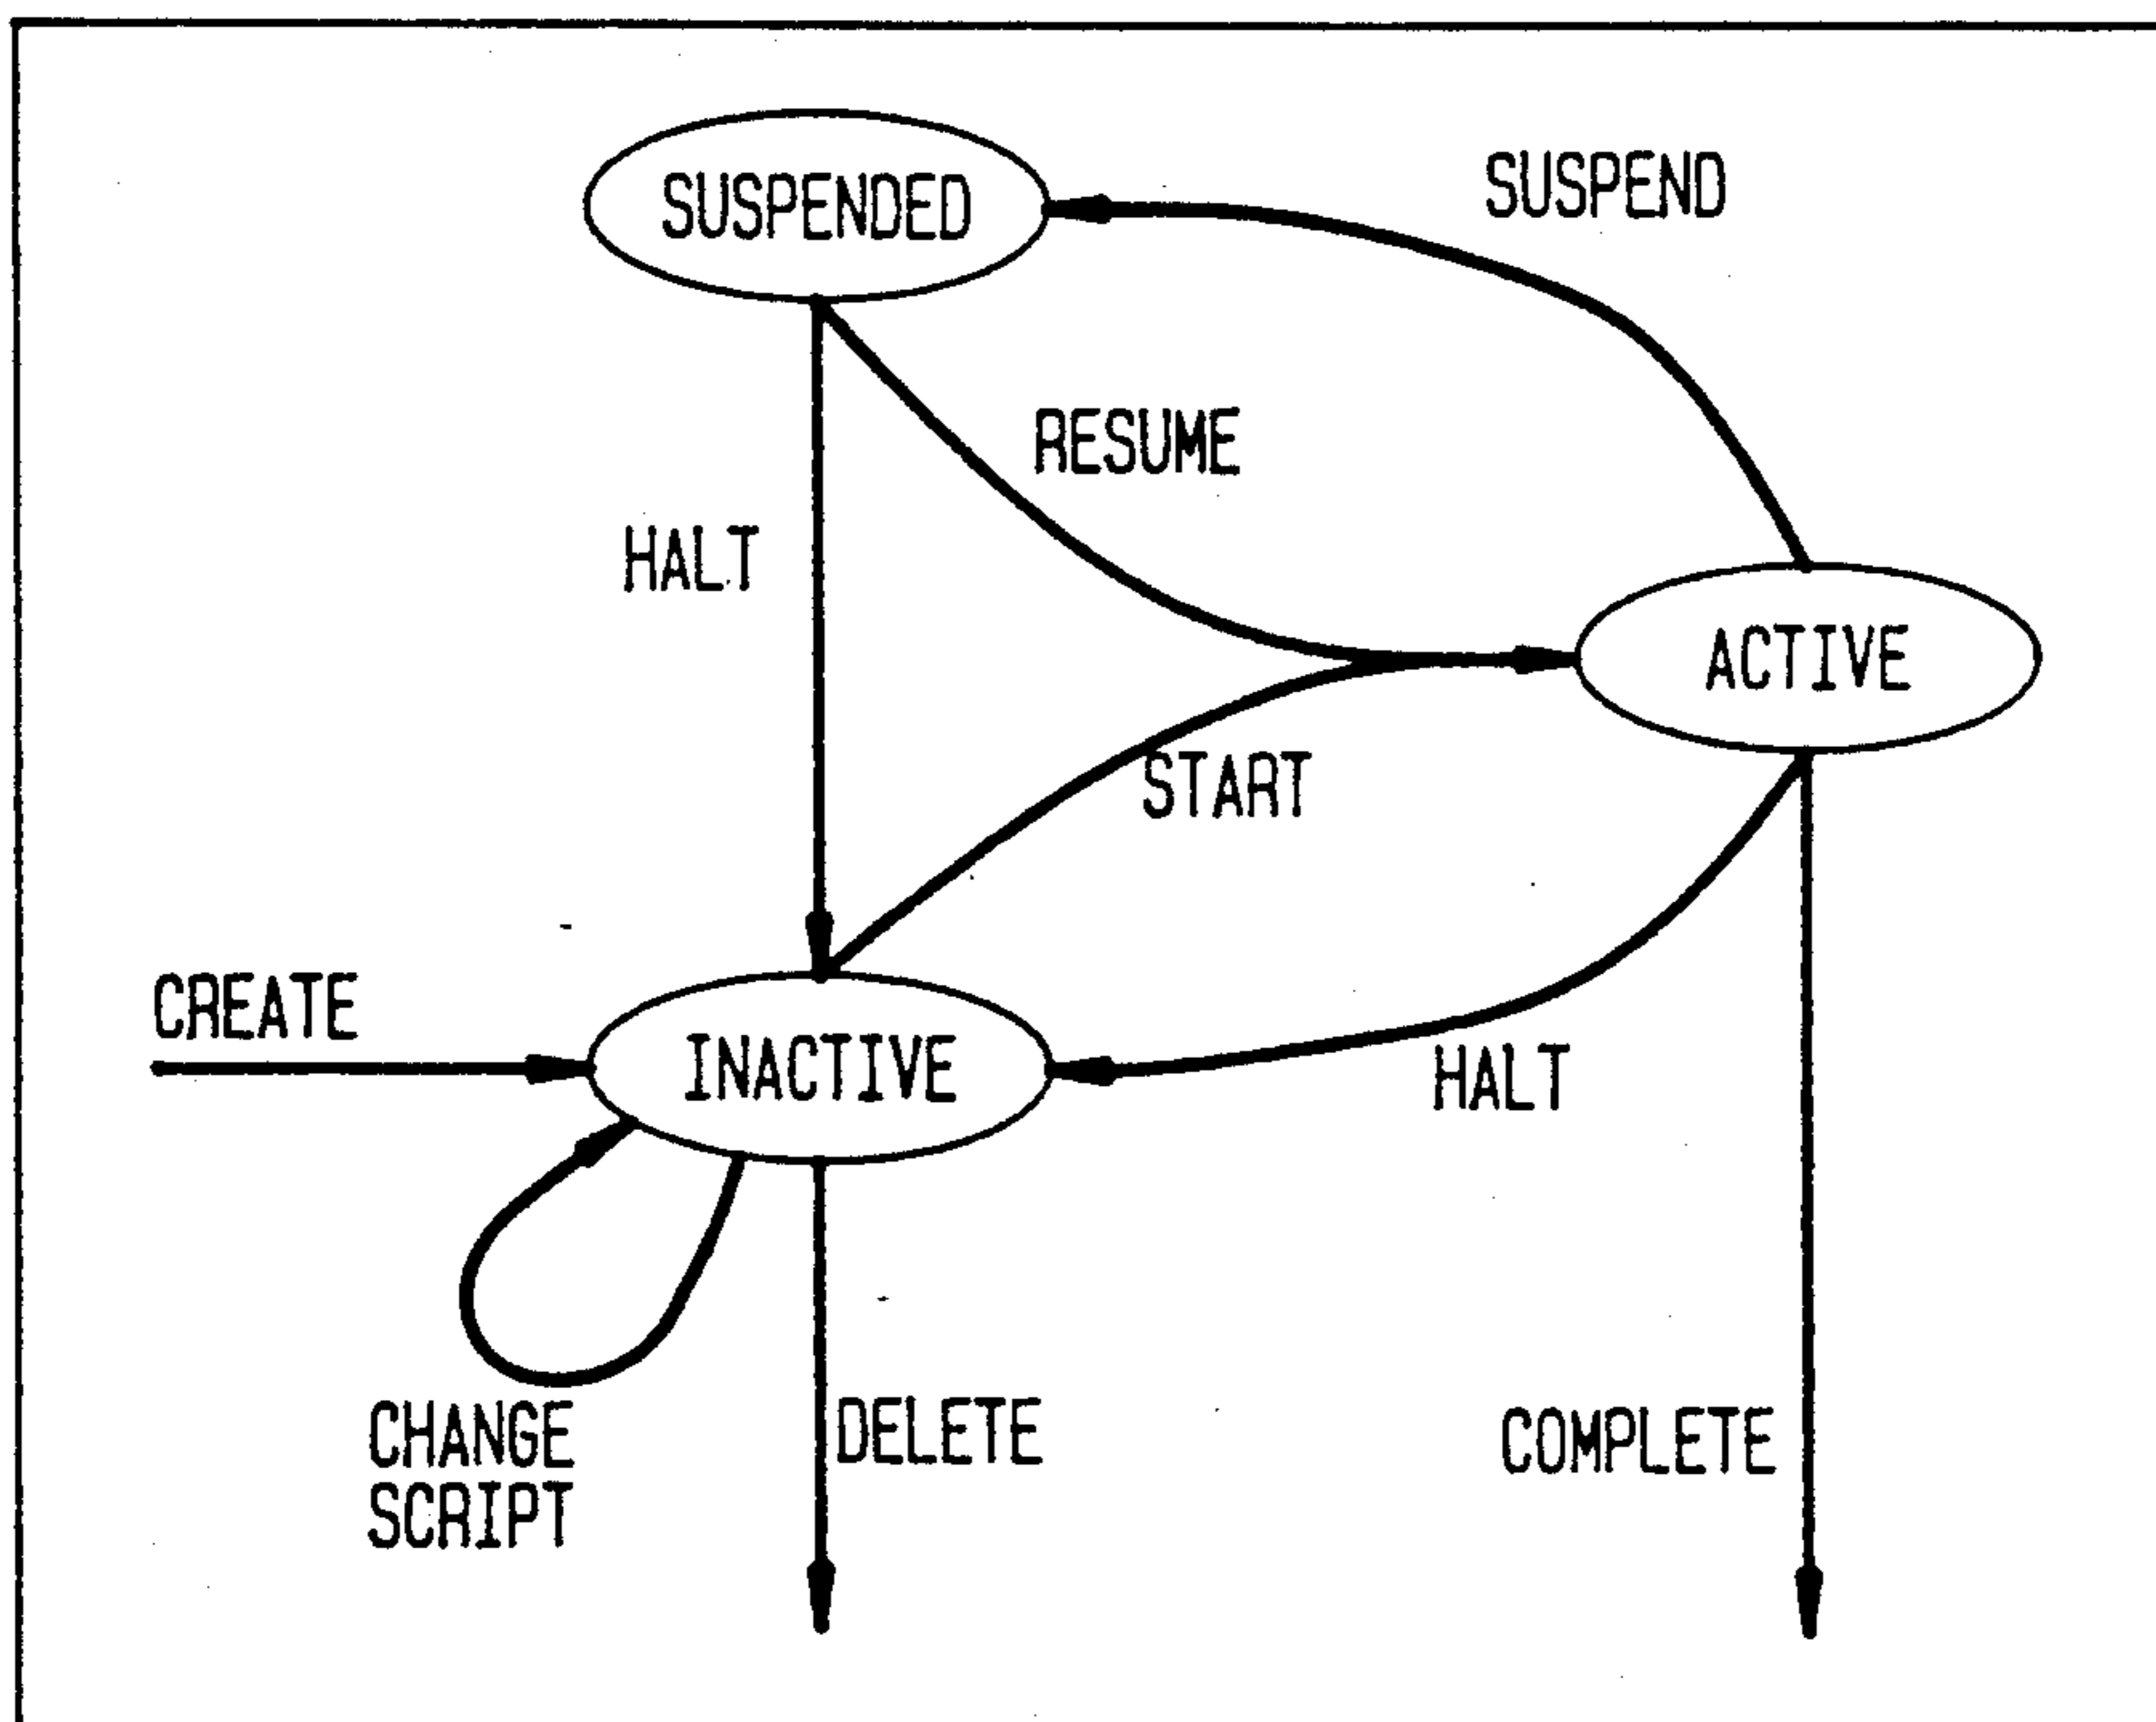 SUSPENDED
SUSPEND
RESUME
HALT
ACTIVE
START
CREATE
INACTIVE
HALT
CHANGE
SCRIPT
DELETE
COMPLETE